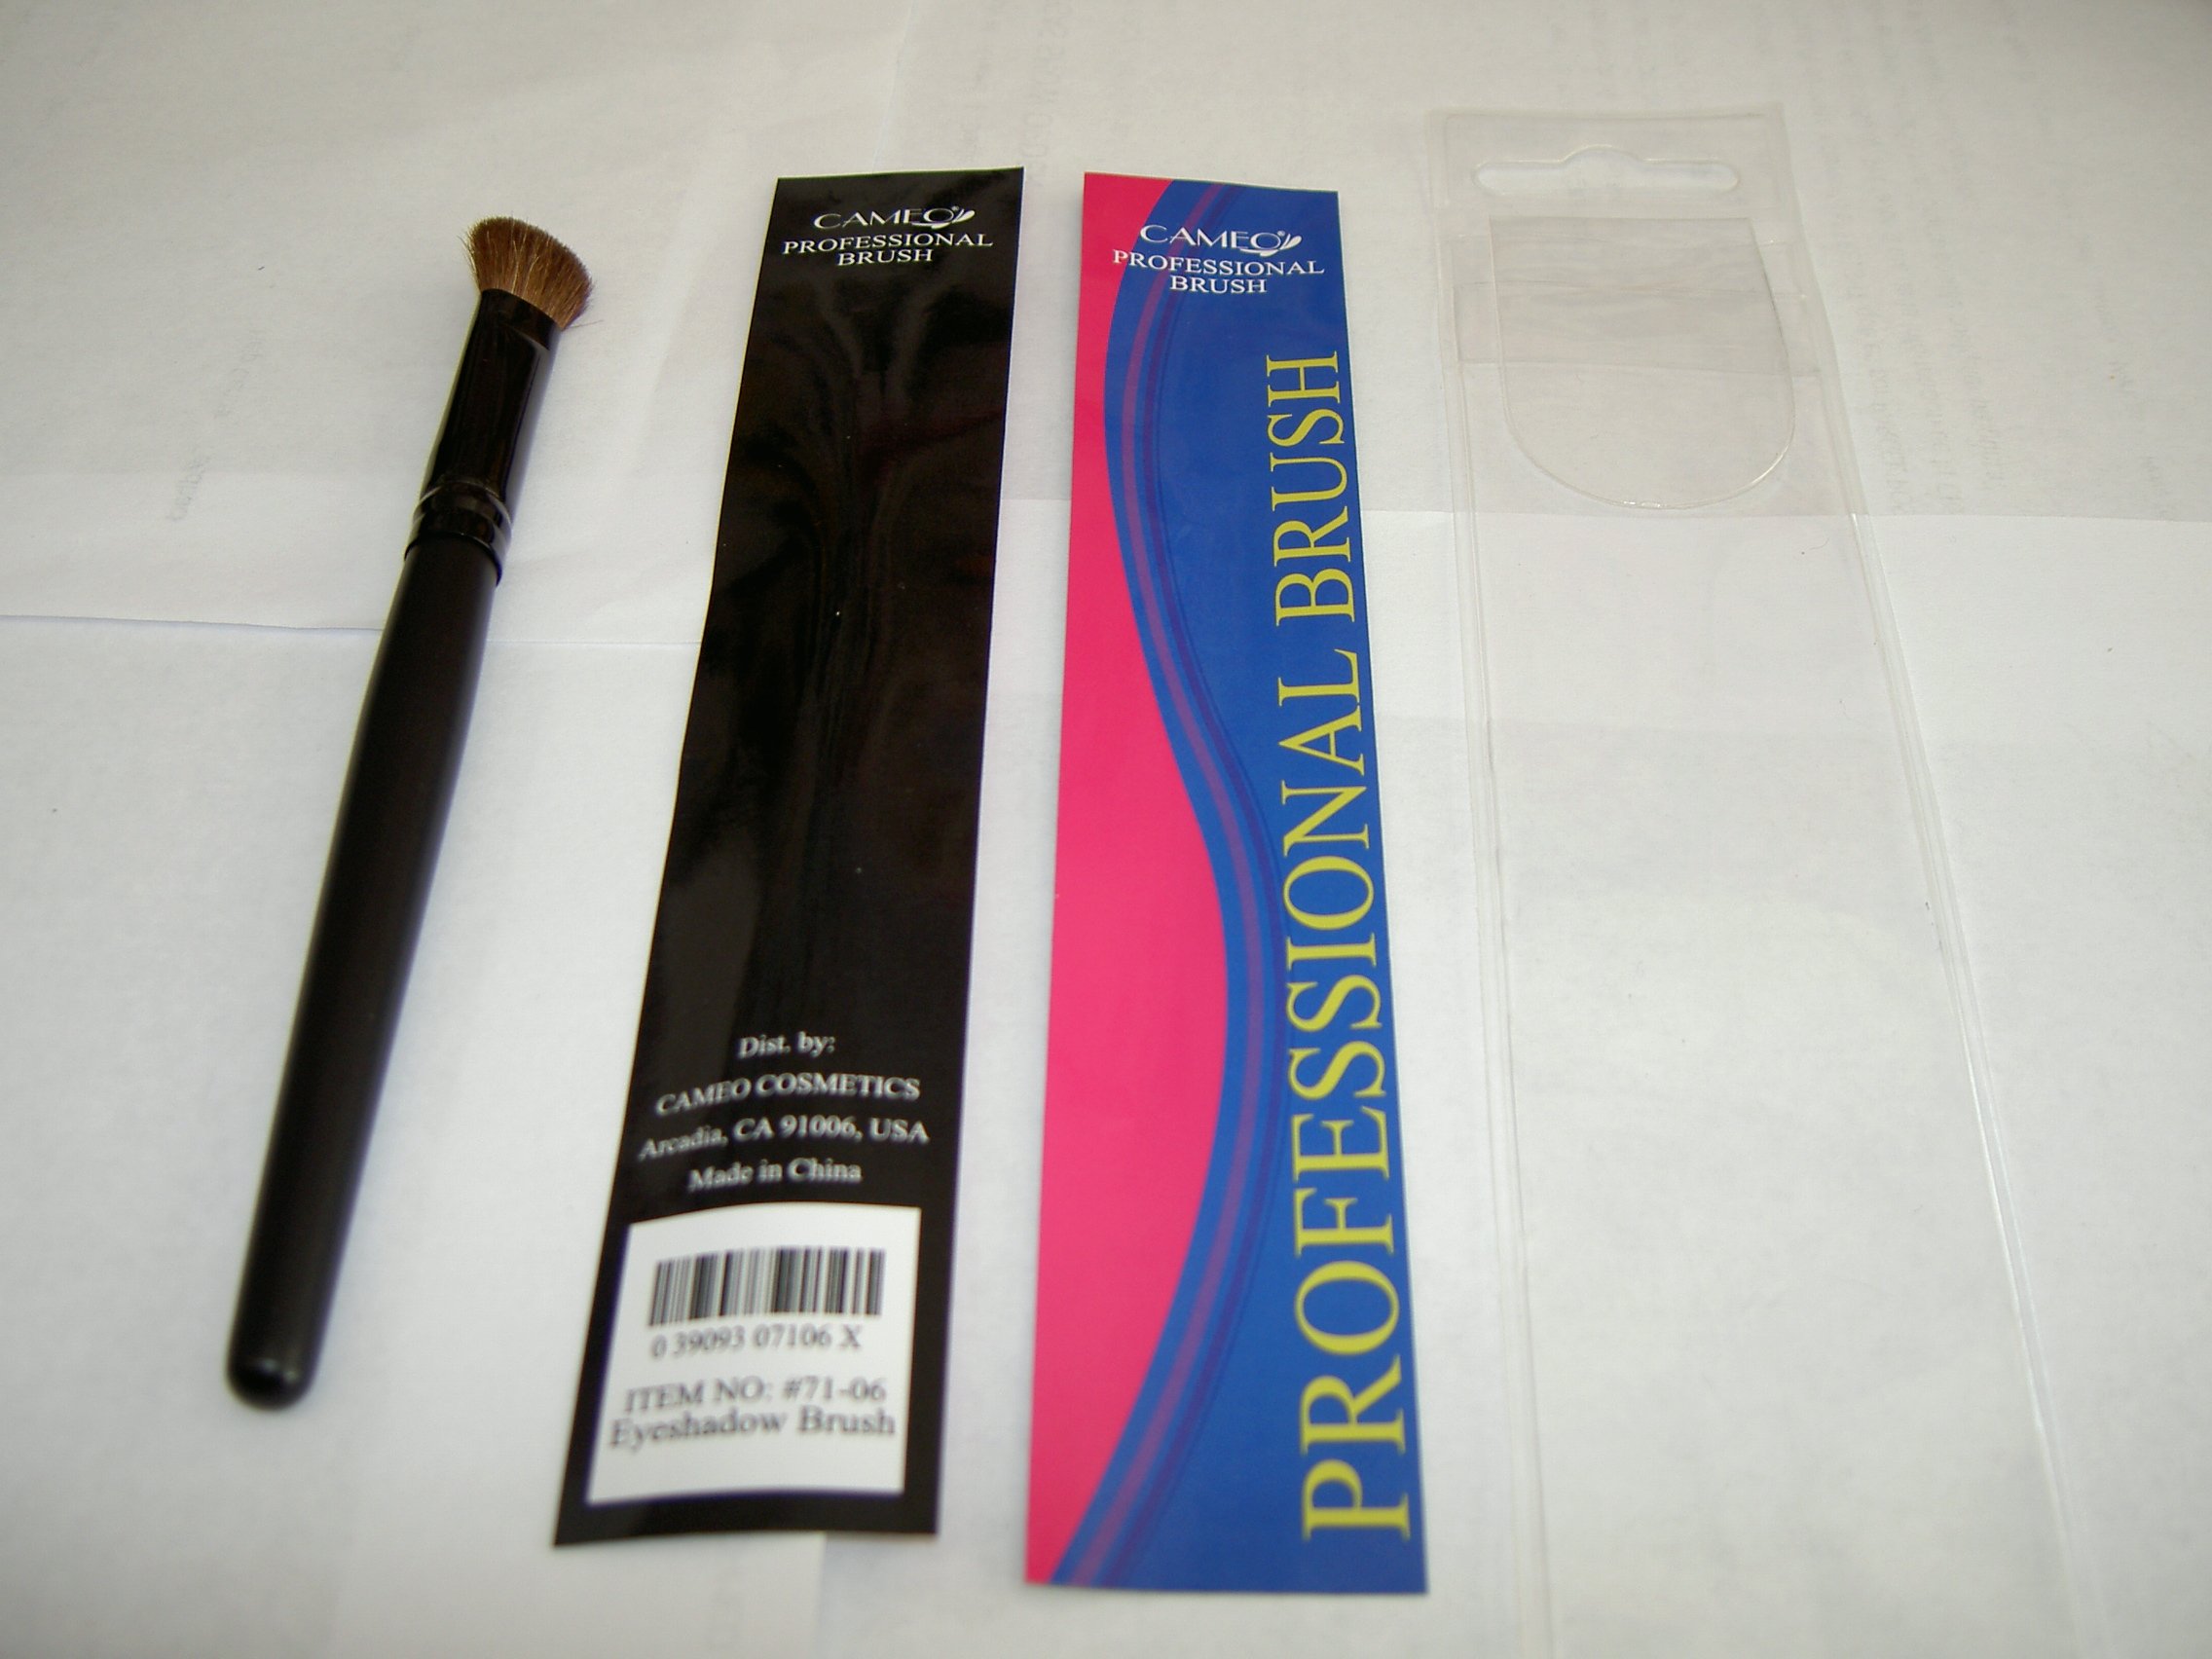 CAMEO®
PROFESSIONAL
BRUSH
Dist. by:
CAMEO COSMETICS
Arcadia, CA 91006, USA
Made in China
0 39093 07106 X
ITEM NO: #71-06
Eyeshadow Brush
CAMEO®
PROFESSIONAL
BRUSH
PROFESSIONAL BRUSH